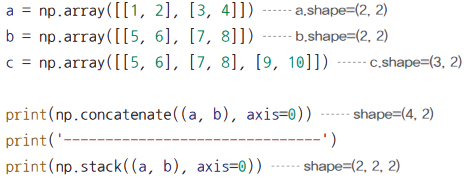 a = np.array([[1, 2], [3, 4]]) ------ a.shape=(2, 2)
b = np.array([[5, 6], [7, 8]]) ------ b.shape=(2, 2)
c = np.array([[5, 6], [7, 8], [9, 10]]) ------ c.shape=(3, 2)
print(np.concatenate((a, b), axis=0)) ------ shape=(4, 2)
print('------------------------------')
print(np.stack((a, b), axis=0)) ------ shape=(2, 2, 2)